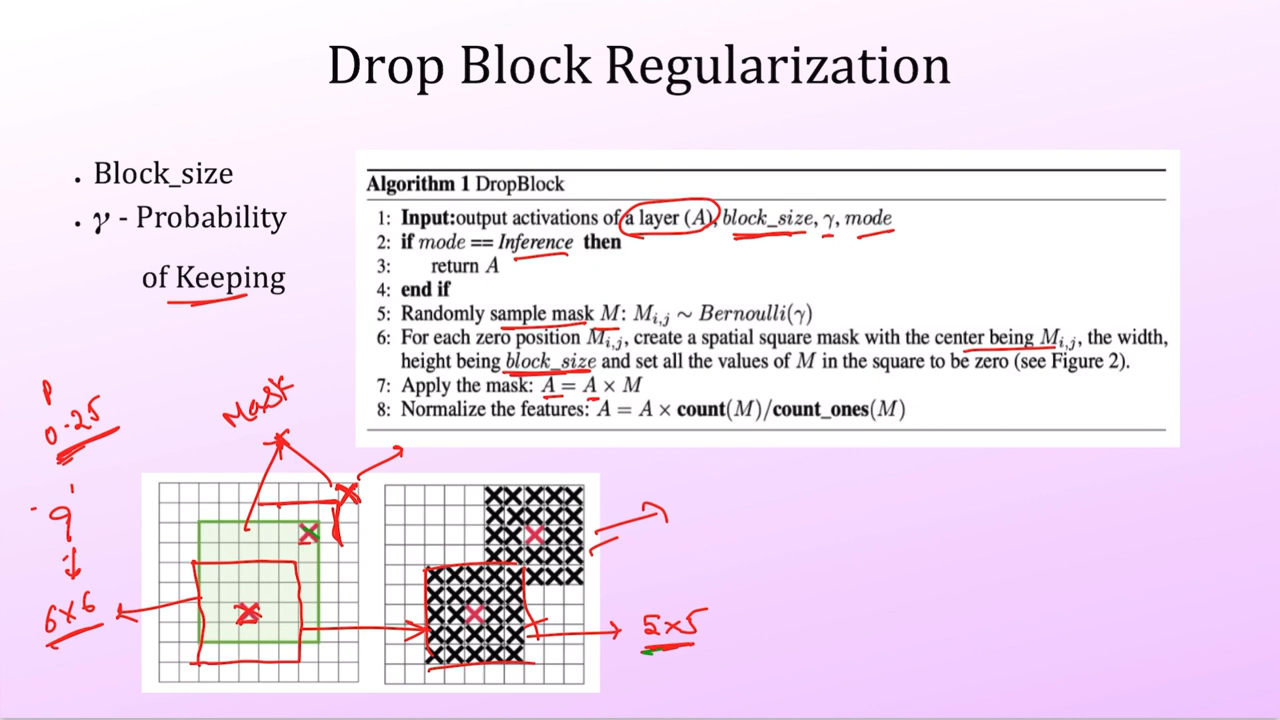 Drop Block Regularization
. Block_size
. γ - Probability
of Keeping
Algorithm 1 DropBlock
1: Input:output activations of a layer (A), block_size, γ, mode
2: if mode == Inference then
3: return A
4: end if
5: Randomly sample mask M: Mi,j ∼ Bernoulli(γ)
6: For each zero position Mi,j, create a spatial square mask with the center being Mi,j, the width,
height being block_size and set all the values of M in the square to be zero (see Figure 2).
7: Apply the mask: A = A × M
8: Normalize the features: A = A × count(M)/count_ones(M)
P
0.25
Mask
9
6x6
5x5